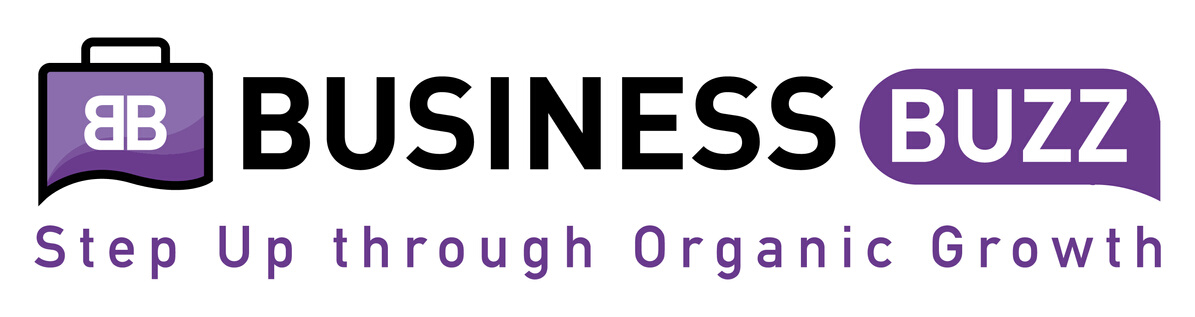 BB BUSINESS BUZZ
Step Up through Organic Growth